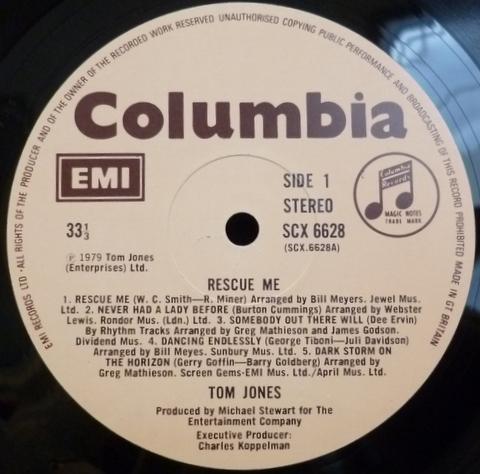 EMI RECORDS LTD · ALL RIGHTS OF THE PRODUCER AND OF THE OWNER OF THE RECORDED WORK RESERVED UNAUTHORISED COPYING PUBLIC PERFORMANCE AND BROADCASTING OF THIS RECORD PROHIBITED MADE IN GT BRITAIN
Columbia
EMI
33 1/3
SIDE 1
STEREO
SCX 6628
(SCX.6628A)
Columbia
Records
MAGIC NOTES
TRADE MARK
℗ 1979 Tom Jones
(Enterprises) Ltd.
RESCUE ME
1. RESCUE ME (W. C. Smith—R. Miner) Arranged by Bill Meyers. Jewel Mus.
Ltd. 2. NEVER HAD A LADY BEFORE (Burton Cummings) Arranged by Webster
Lewis. Rondor Mus. (Ldn.) Ltd. 3. SOMEBODY OUT THERE WILL (Dee Ervin)
By Rhythm Tracks Arranged by Greg Mathieson and James Godson.
Dividend Mus. 4. DANCING ENDLESSLY (George Tiboni—Juli Davidson)
Arranged by Bill Meyes. Sunbury Mus. Ltd. 5. DARK STORM ON
THE HORIZON (Gerry Goffin—Barry Goldberg) Arranged by
Greg Mathieson. Screen Gems-EMI Mus. Ltd./April Mus. Ltd.
TOM JONES
Produced by Michael Stewart for The
Entertainment Company
Executive Producer:
Charles Koppelman